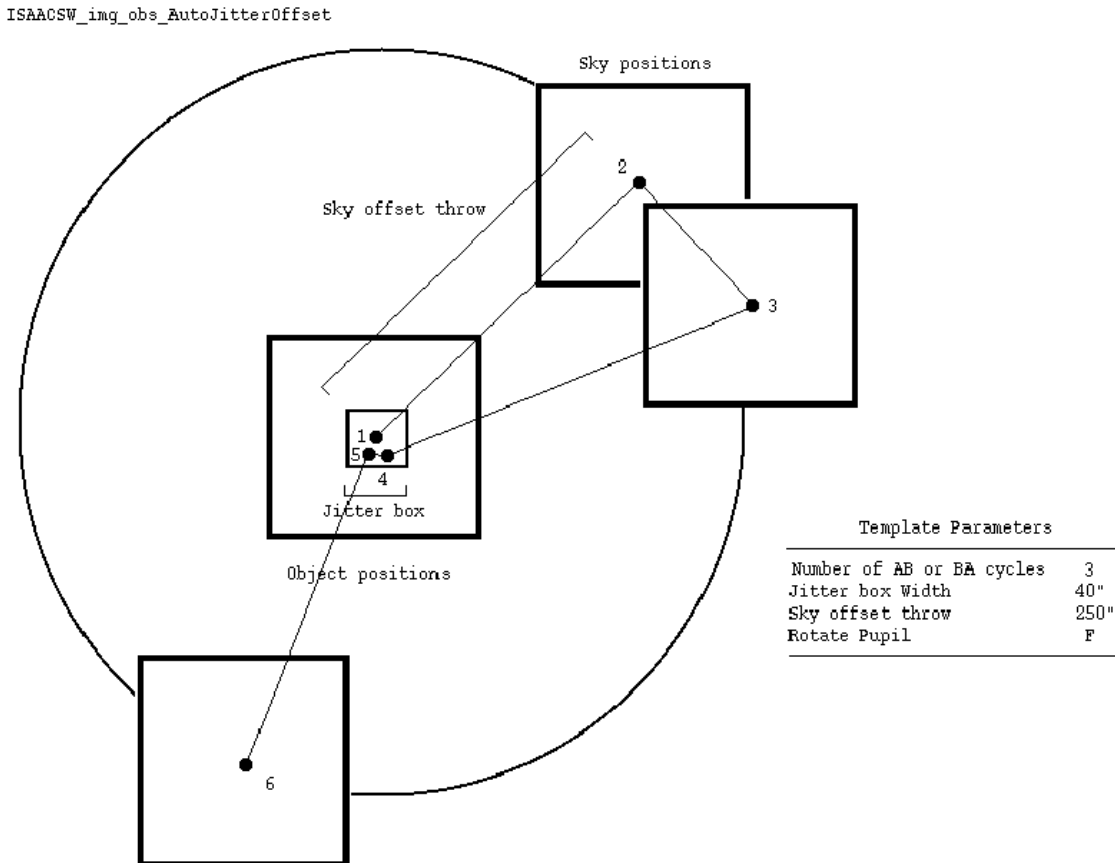 ISAACSW_img_obs_AutoJitterOffset
Sky positions
2
Sky offset throw
3
1
5
4
Jitter box
Object positions
6
Template Parameters
Number of AB or BA cycles 3
Jitter box Width 40"
Sky offset throw 250"
Rotate Pupil F